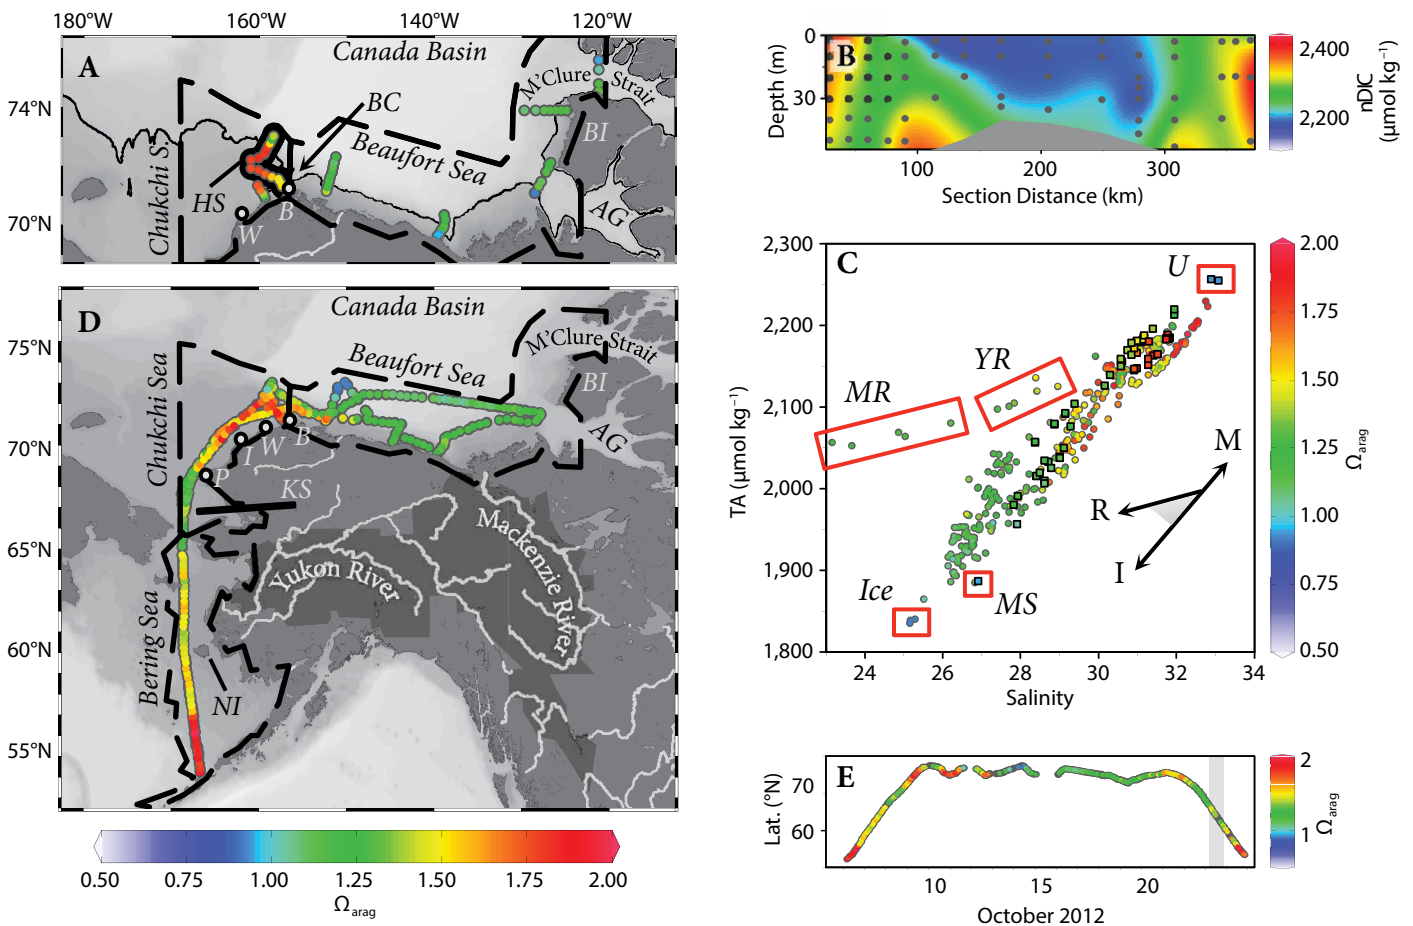 180°W 160°W 140°W 120°W
A
Canada Basin
M'Clure Strait
BC
BI
Beaufort Sea
Chukchi S.
HS
AG
B
W
74°N
70°N
B
0
30
Depth (m)
100 200 300
Section Distance (km)
2,400
2,200
nDIC
(μmol kg⁻¹)
C
2,300
2,200
2,100
2,000
1,900
1,800
TA (μmol kg⁻¹)
U
YR
MR
M
R
I
Ice
MS
24 26 28 30 32 34
Salinity
2.00
1.75
1.50
1.25
1.00
0.75
0.50
Ωarag
D
Canada Basin
M'Clure Strait
Beaufort Sea
BI
Chukchi Sea
AG
B
W
I
P
KS
Mackenzie River
Yukon River
Bering Sea
NI
75°N
70°N
65°N
60°N
55°N
0.50 0.75 1.00 1.25 1.50 1.75 2.00
Ωarag
E
70
60
Lat. (°N)
10 15 20
October 2012
2
1
Ωarag